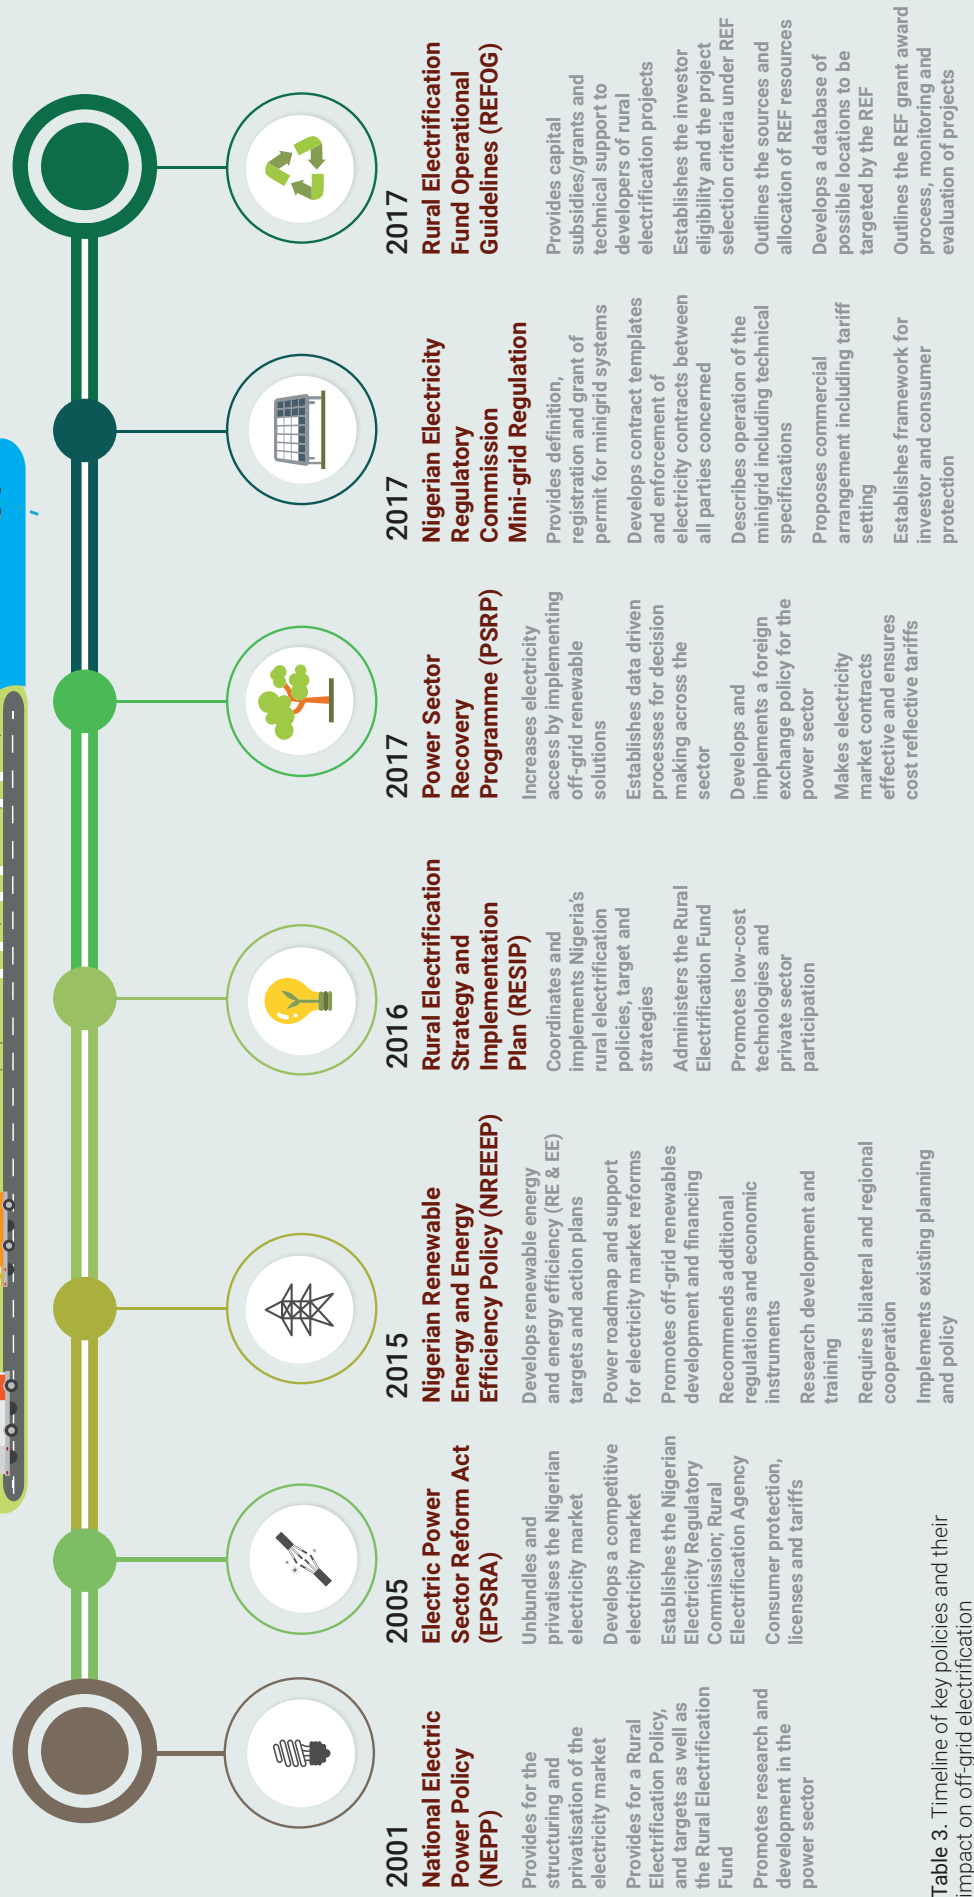 2001
National Electric
Power Policy
(NEPP)
Provides for the
structuring and
privatisation of the
electricity market
Provides for a Rural
Electrification Policy,
and targets as well as
the Rural Electrification
Fund
Promotes research and
development in the
power sector
2005
Electric Power
Sector Reform Act
(EPSRA)
Unbundles and
privatises the Nigerian
electricity market
Develops a competitive
electricity market
Establishes the Nigerian
Electricity Regulatory
Commission; Rural
Electrification Agency
Consumer protection,
licenses and tariffs
2015
Nigerian Renewable
Energy and Energy
Efficiency Policy (NREEEP)
Develops renewable energy
and energy efficiency (RE & EE)
targets and action plans
Power roadmap and support
for electricity market reforms
Promotes off-grid renewables
development and financing
Recommends additional
regulations and economic
instruments
Research development and
training
Requires bilateral and regional
cooperation
Implements existing planning
and policy
2016
Rural Electrification
Strategy and
Implementation
Plan (RESIP)
Coordinates and
implements Nigeria's
rural electrification
policies, target and
strategies
Administers the Rural
Electrification Fund
Promotes low-cost
technologies and
private sector
participation
2017
Power Sector
Recovery
Programme (PSRP)
Increases electricity
access by implementing
off-grid renewable
solutions
Establishes data driven
processes for decision
making across the
sector
Develops and
implements a foreign
exchange policy for the
power sector
Makes electricity
market contracts
effective and ensures
cost reflective tariffs
2017
Nigerian Electricity
Regulatory
Commission
Mini-grid Regulation
Provides definition,
registration and grant of
permit for minigrid systems
Develops contract templates
and enforcement of
electricity contracts between
all parties concerned
Describes operation of the
minigrid including technical
specifications
Proposes commercial
arrangement including tariff
setting
Establishes framework for
investor and consumer
protection
2017
Rural Electrification
Fund Operational
Guidelines (REFOG)
Provides capital
subsidies/grants and
technical support to
developers of rural
electrification projects
Establishes the investor
eligibility and the project
selection criteria under REF
Outlines the sources and
allocation of REF resources
Develops a database of
possible locations to be
targeted by the REF
Outlines the REF grant award
process, monitoring and
evaluation of projects
Table 3. Timeline of key policies and their
impact on off-grid electrification